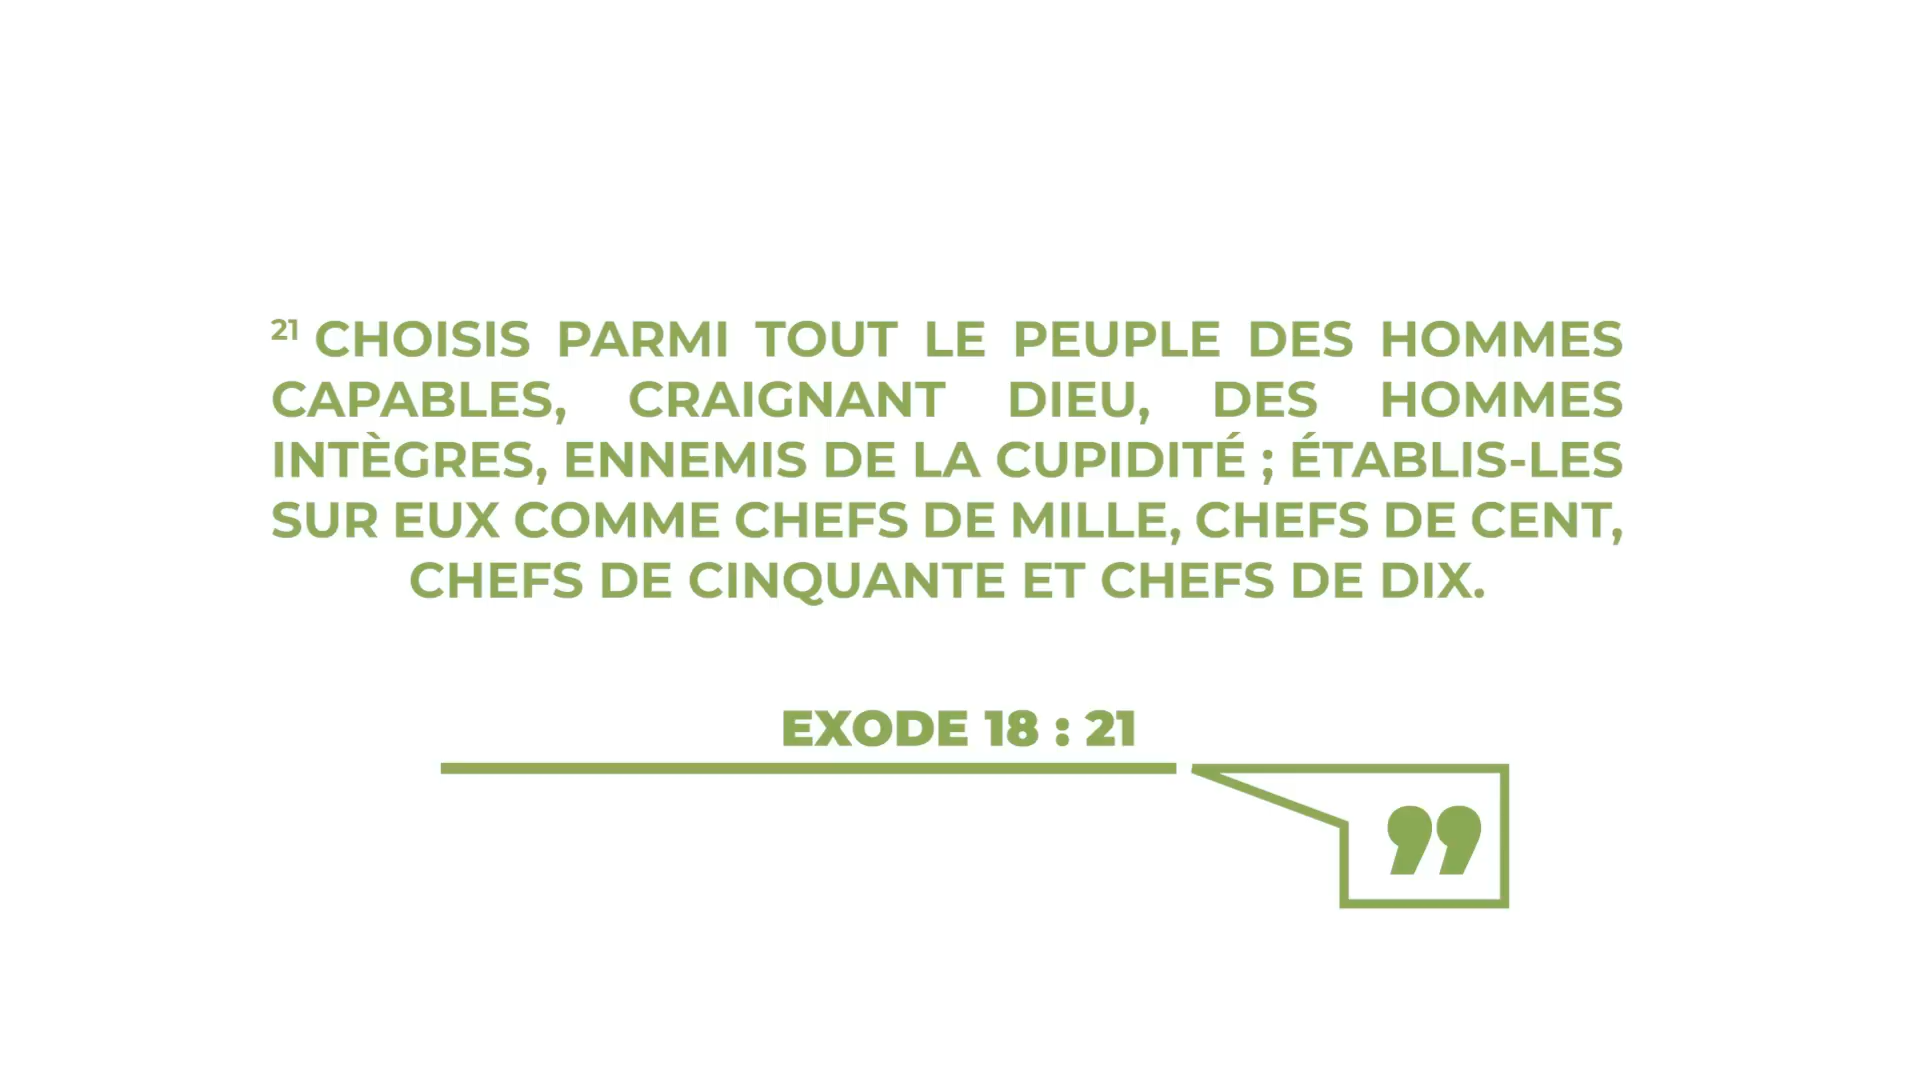 21 CHOISIS PARMI TOUT LE PEUPLE DES HOMMES
CAPABLES, CRAIGNANT DIEU, DES HOMMES
INTÈGRES, ENNEMIS DE LA CUPIDITÉ ; ÉTABLIS-LES
SUR EUX COMME CHEFS DE MILLE, CHEFS DE CENT,
CHEFS DE CINQUANTE ET CHEFS DE DIX.
EXODE 18 : 21
”